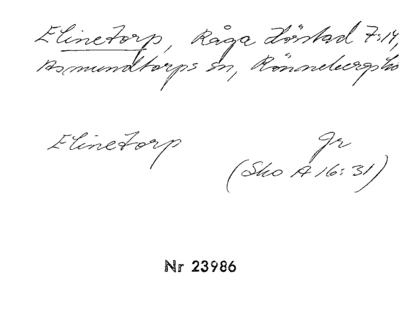 Elinetorp, Råga Hörstad 7:14,
Asmundtorps sn, Rönnebergs hd
Elinetorp Gr
(Sko A 16:31)
Nr 23986